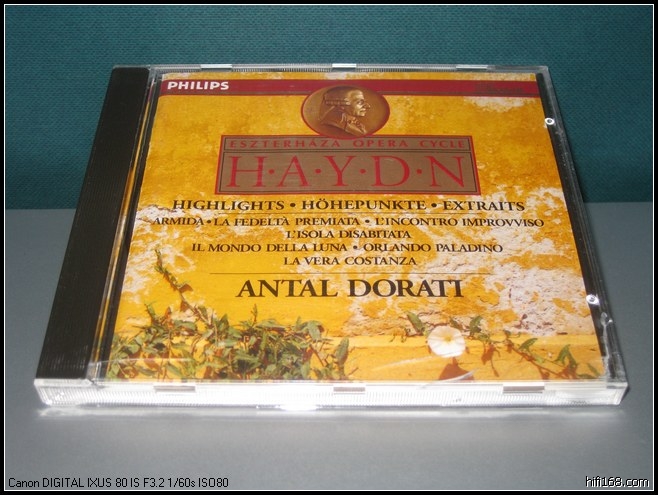 PHILIPS
ESZTERHÁZA OPERA CYCLE
H·A·Y·D·N
HIGHLIGHTS • HÖHEPUNKTE • EXTRAITS
ARMIDA • LA FEDELTÀ PREMIATA • L'INCONTRO IMPROVVISO
L'ISOLA DISABITATA
IL MONDO DELLA LUNA • ORLANDO PALADINO
LA VERA COSTANZA
ANTAL DORATI
Canon DIGITAL IXUS 80 IS F3.2 1/60s ISO80
hifi168.com